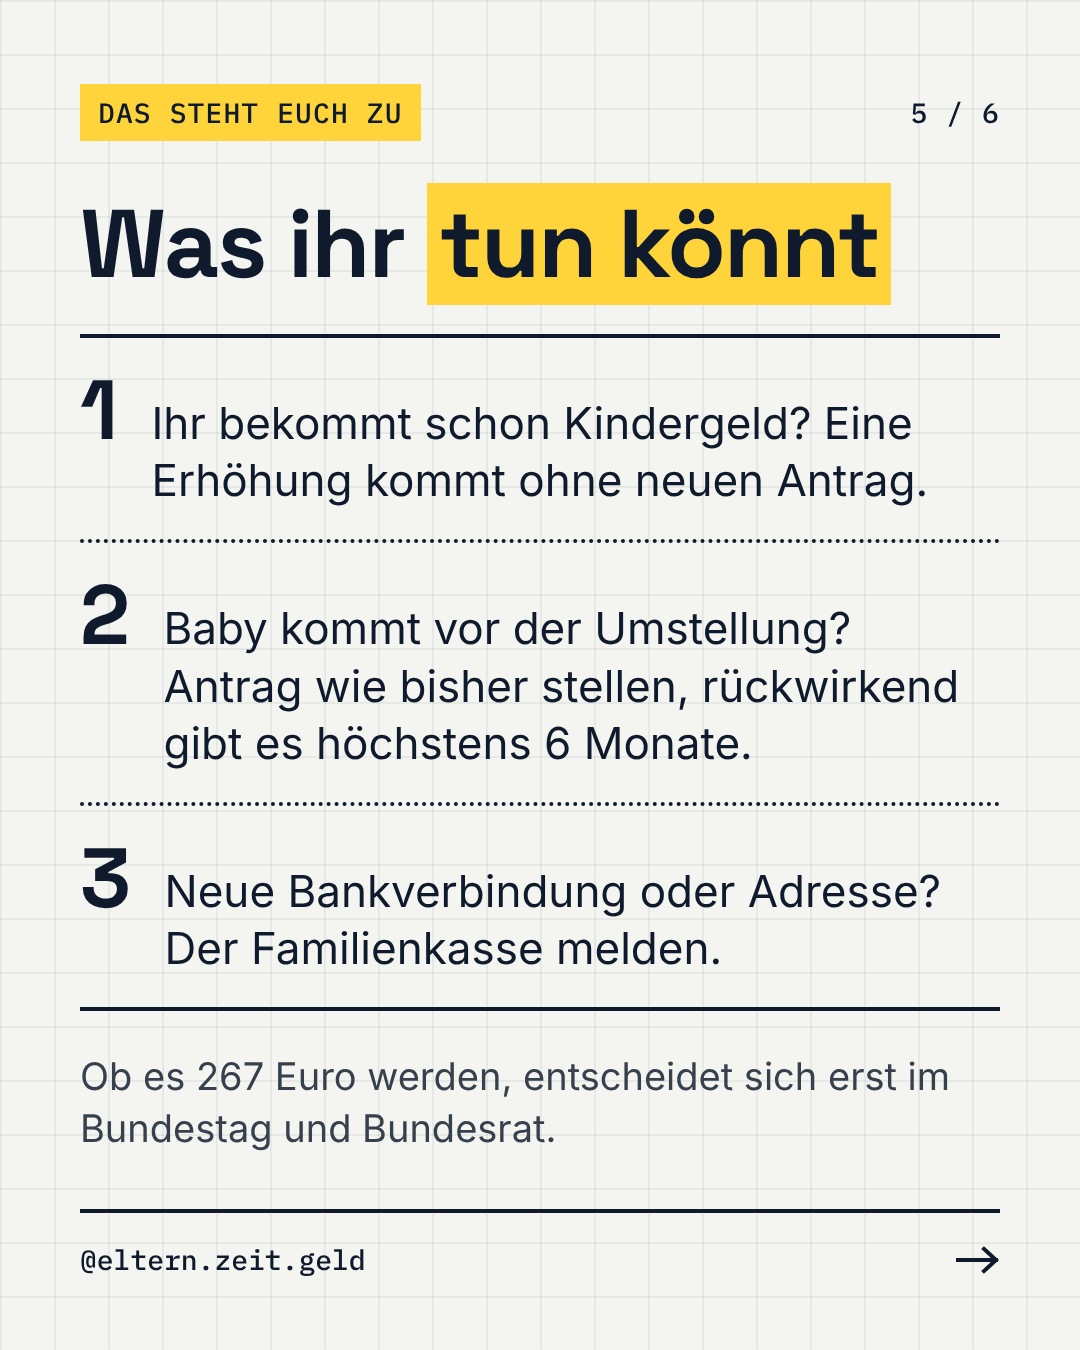 DAS STEHT EUCH ZU
5 / 6
Was ihr tun könnt
1 Ihr bekommt schon Kindergeld? Eine
Erhöhung kommt ohne neuen Antrag.
2 Baby kommt vor der Umstellung?
Antrag wie bisher stellen, rückwirkend
gibt es höchstens 6 Monate.
3 Neue Bankverbindung oder Adresse?
Der Familienkasse melden.
Ob es 267 Euro werden, entscheidet sich erst im
Bundestag und Bundesrat.
@eltern.zeit.geld